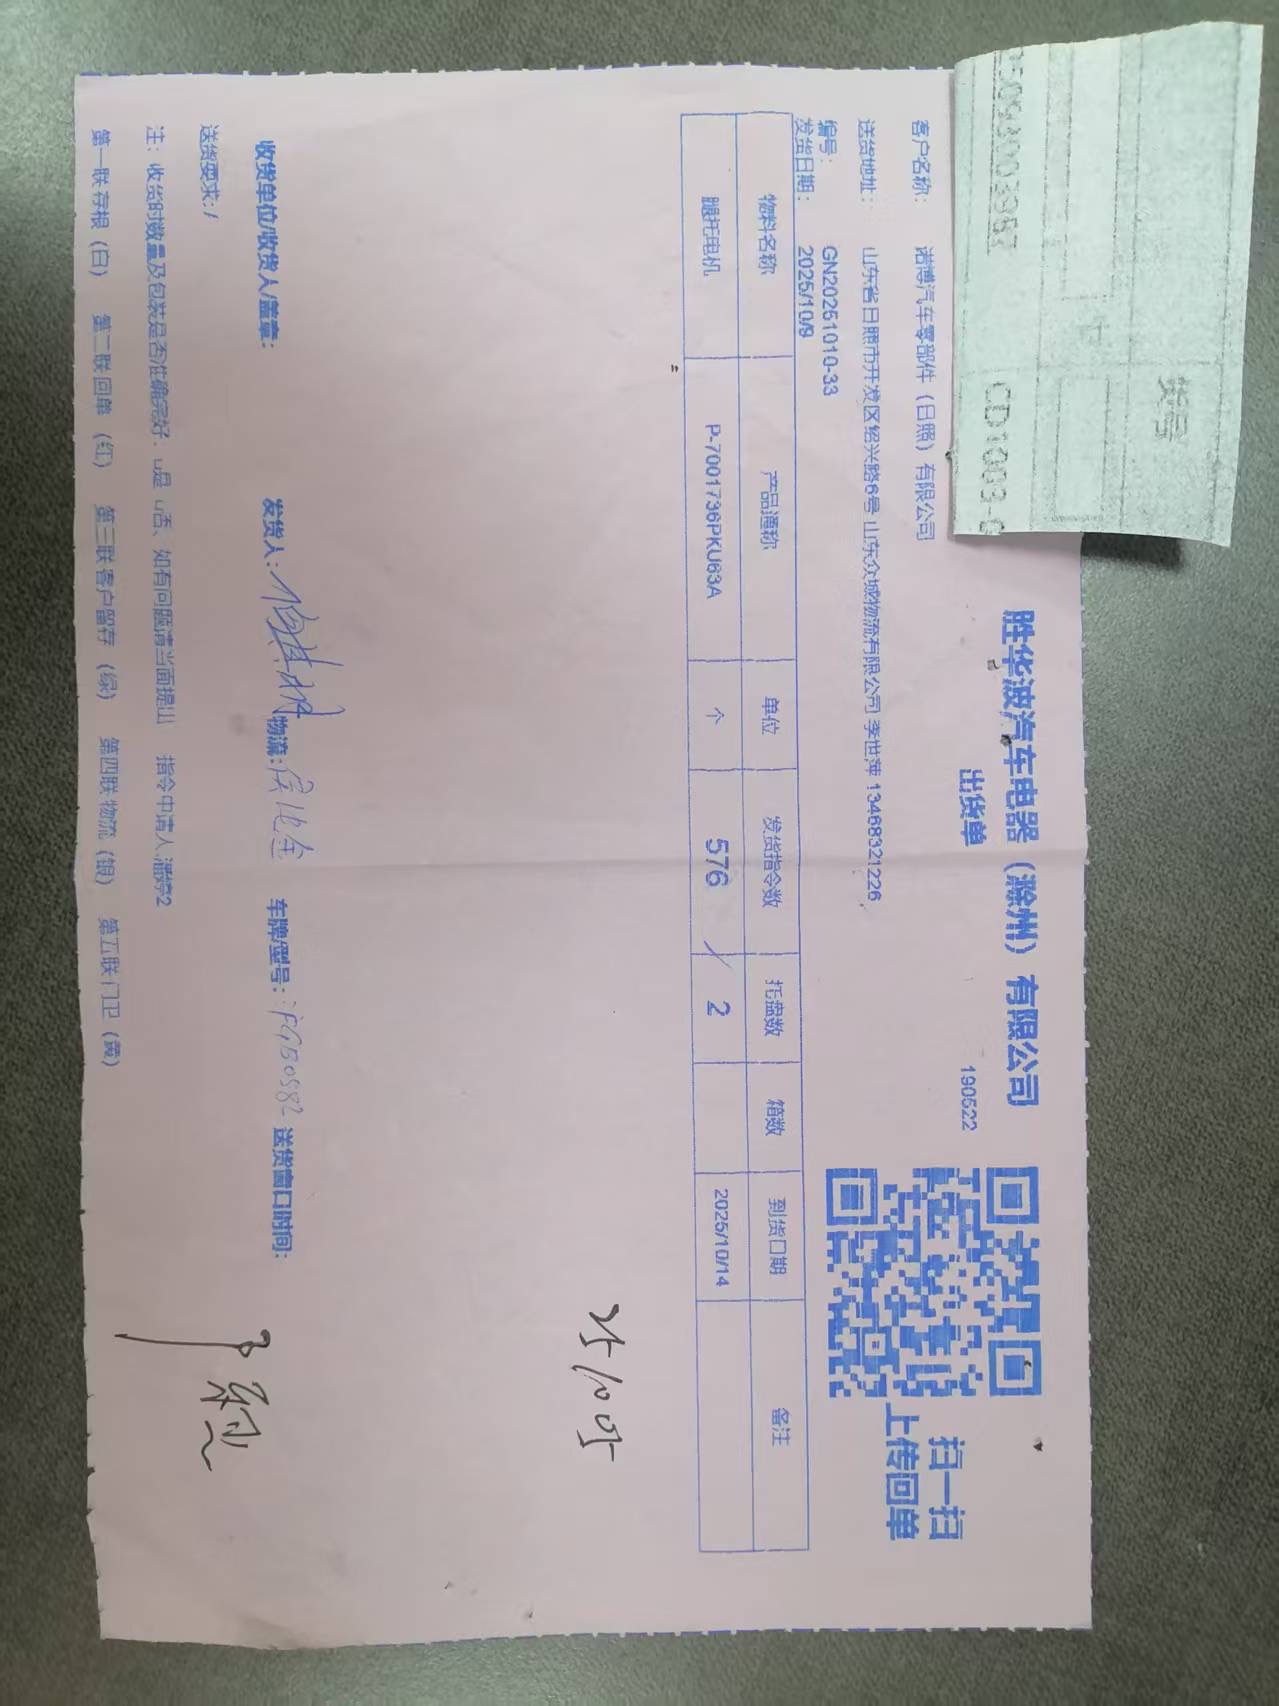 胜华波汽车电器（滁州）有限公司
出货单
190522
扫一扫
上传回单
5093001387
货号
CD1003-
客户名称： 诺博汽车零部件（日照）有限公司
送货地址： 山东省日照市开发区绍兴路6号 山东众城物流有限公司 李世萍 13468321226
编号： GN20251010-33
发货日期： 2025/10/9
物料名称 产品通称 单位 发货指令数 托盘数 箱数 到货日期 备注
腿托电机 P-7001736PKU63A 个 576 2 2025/10/14
收货单位/收货人/盖章： 发货人： 物流： 车牌/型号： 送货窗口时间：
送货要求：/
注：收货时数量及包装是否准确完好，是 否、如有问题请当面提出 指令申请人：潘婷2
第一联存根（白） 第二联回单（红） 第三联客户留存（绿） 第四联物流（银） 第五联门卫（黄）